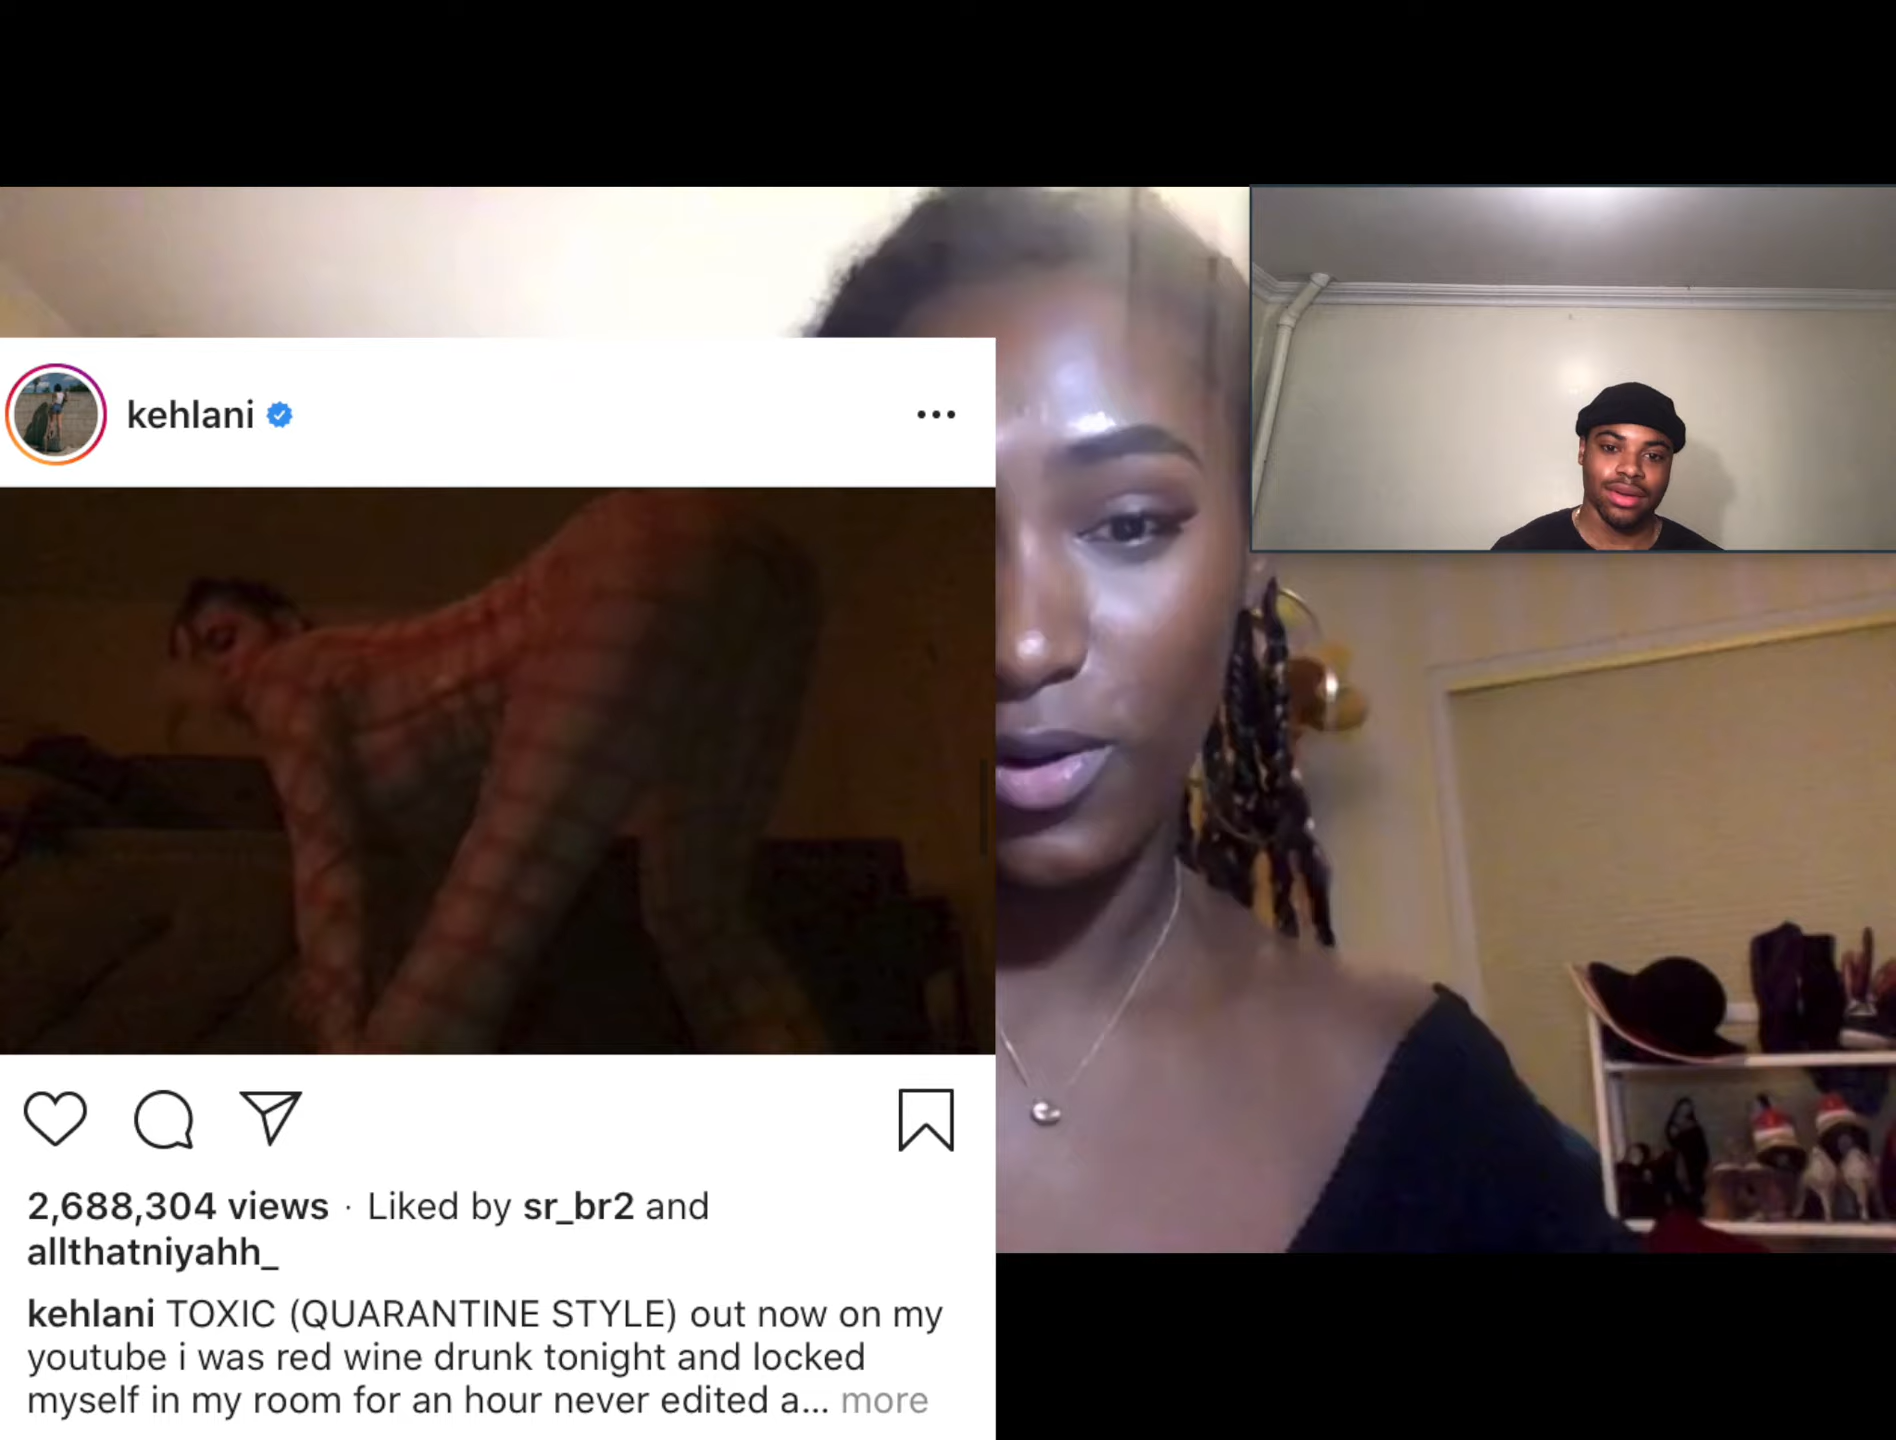 kehlani
2,688,304 views · Liked by sr_br2 and
allthatniyahh_
kehlani TOXIC (QUARANTINE STYLE) out now on my
youtube i was red wine drunk tonight and locked
myself in my room for an hour never edited a... more